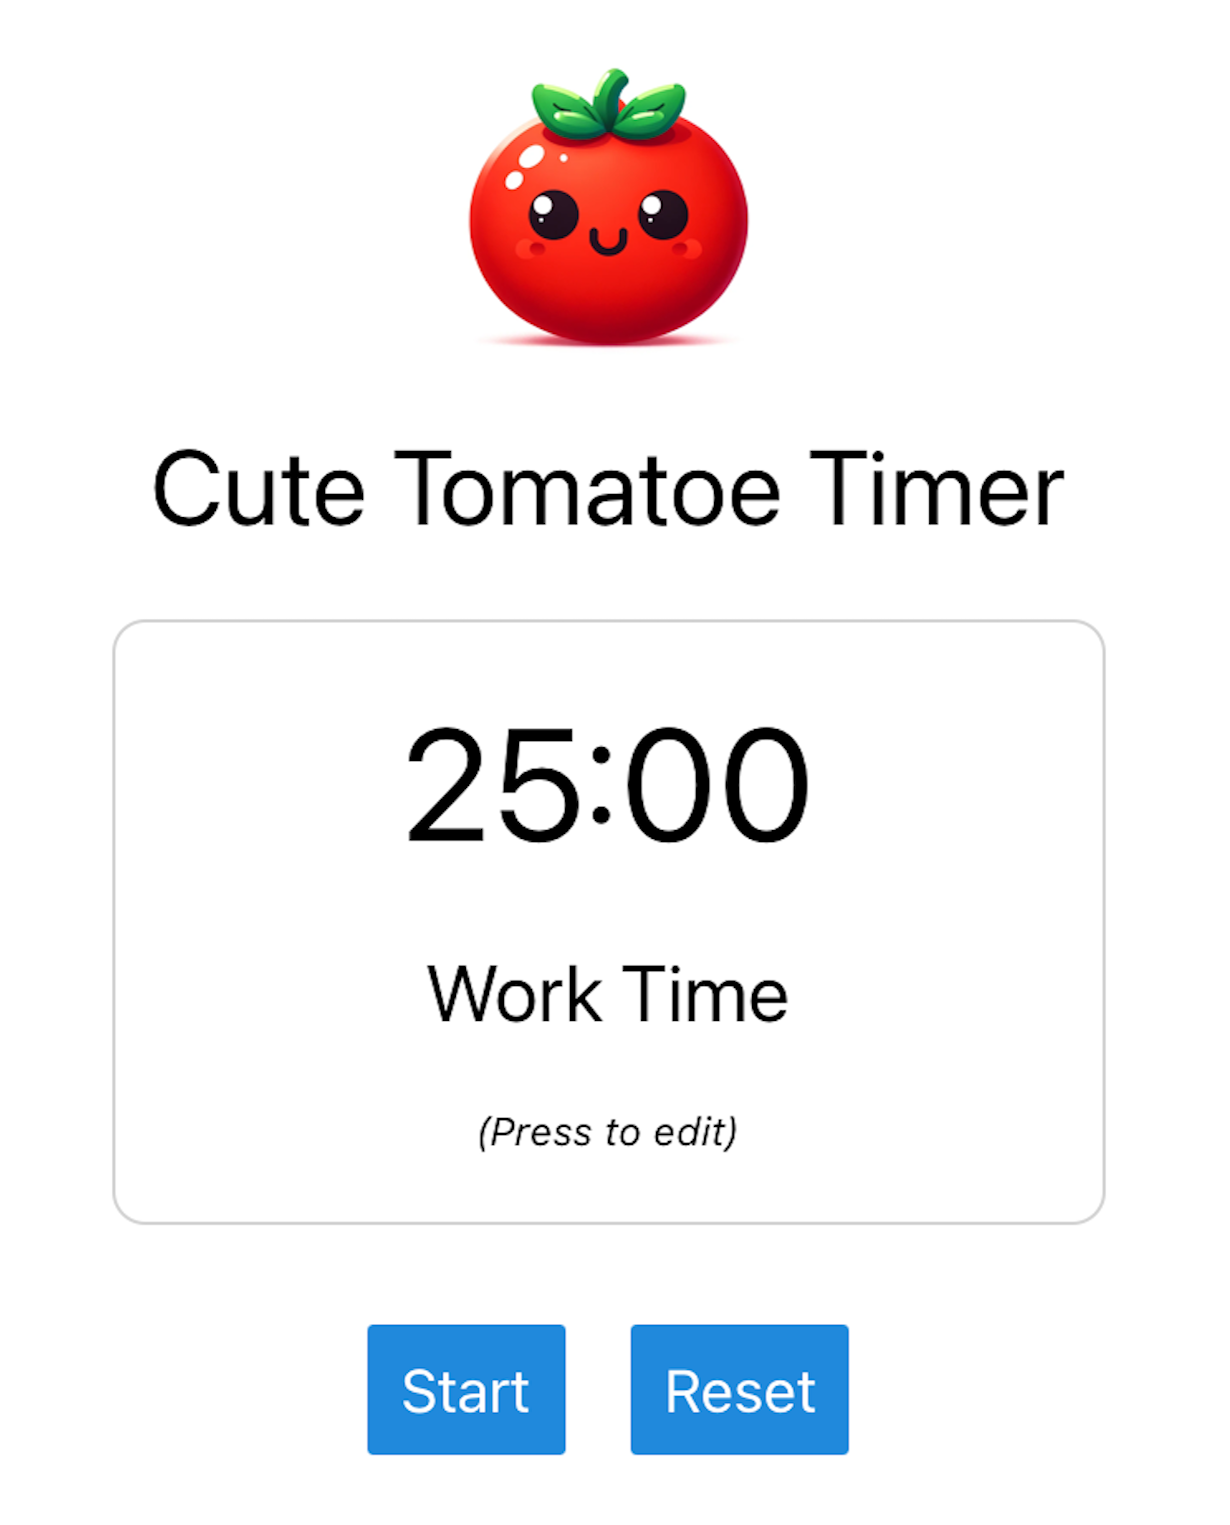 Cute Tomatoe Timer
25:00
Work Time
(Press to edit)
Start
Reset